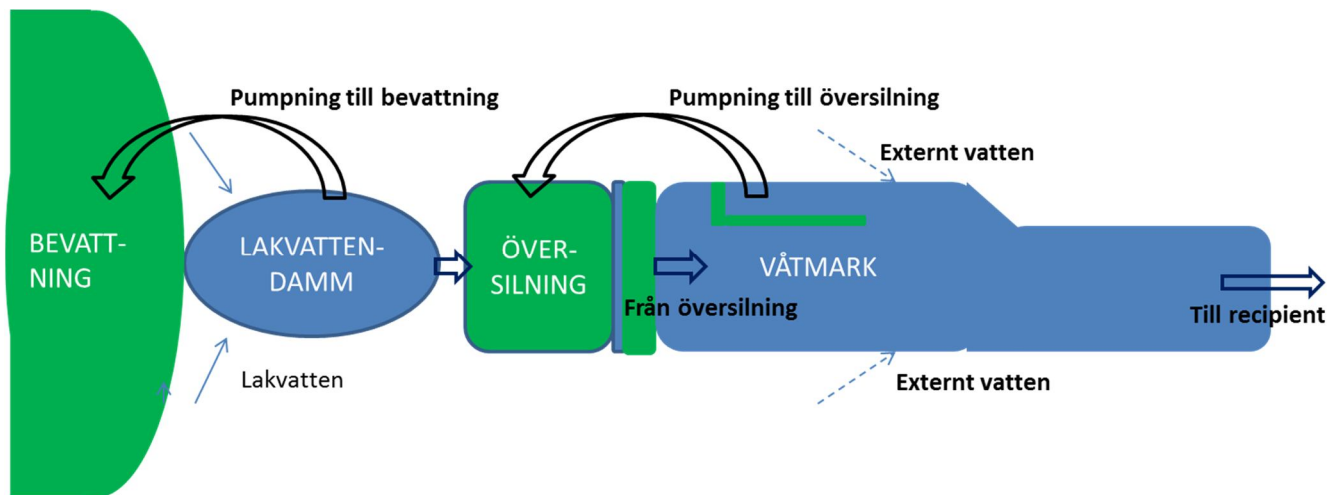 Pumpning till bevattning
Pumpning till översilning
Externt vatten
BEVATT-
NING
LAKVATTEN-
DAMM
ÖVER-
SILNING
VÅTMARK
Från översilning
Till recipient
Lakvatten
Externt vatten